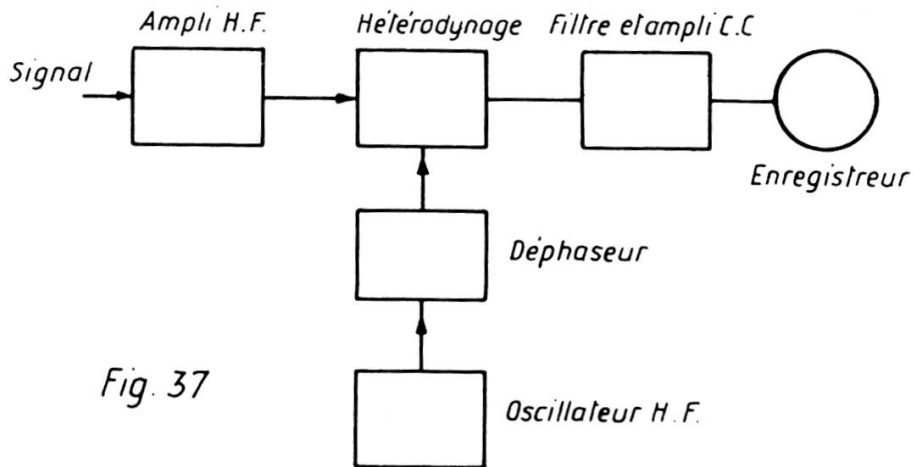 Ampli H.F.
Hétérodynage
Filtre et ampli C.C
Signal
Enregistreur
Déphaseur
Fig. 37
Oscillateur H.F.